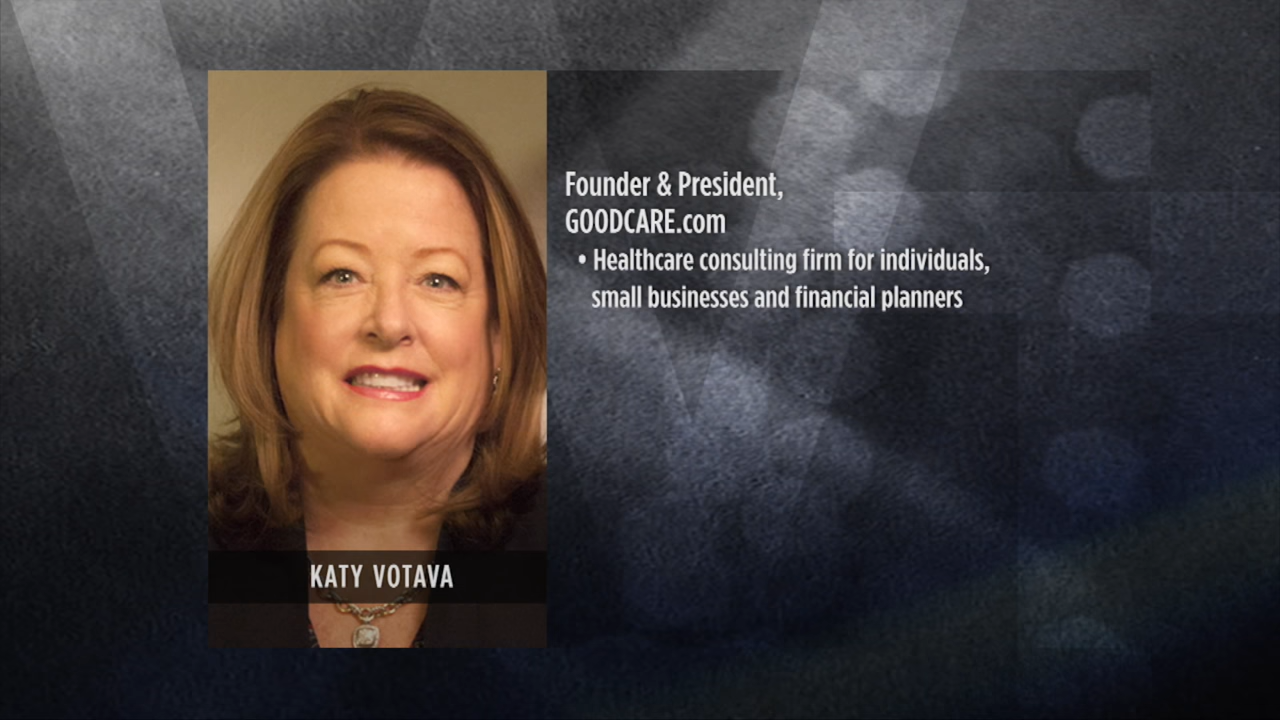 Founder & President,
GOODCARE.com
• Healthcare consulting firm for individuals,
small businesses and financial planners
KATY VOTAVA